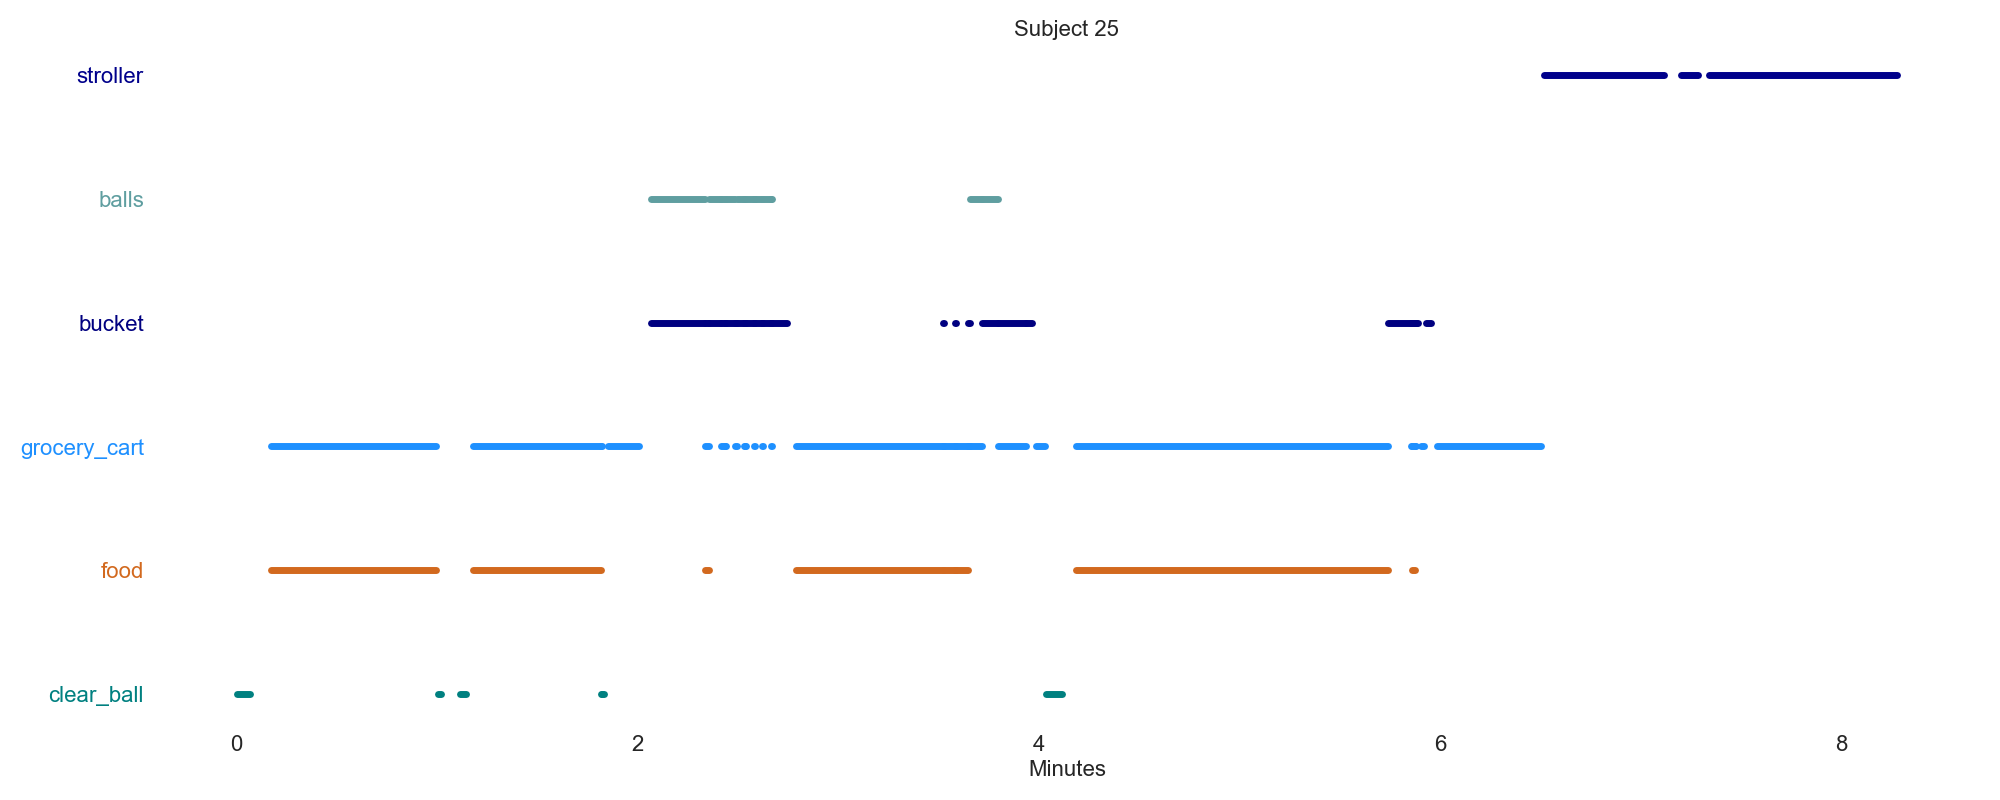 Subject 25
stroller
balls
bucket
grocery_cart
food
clear_ball
0 2 4 6 8
Minutes